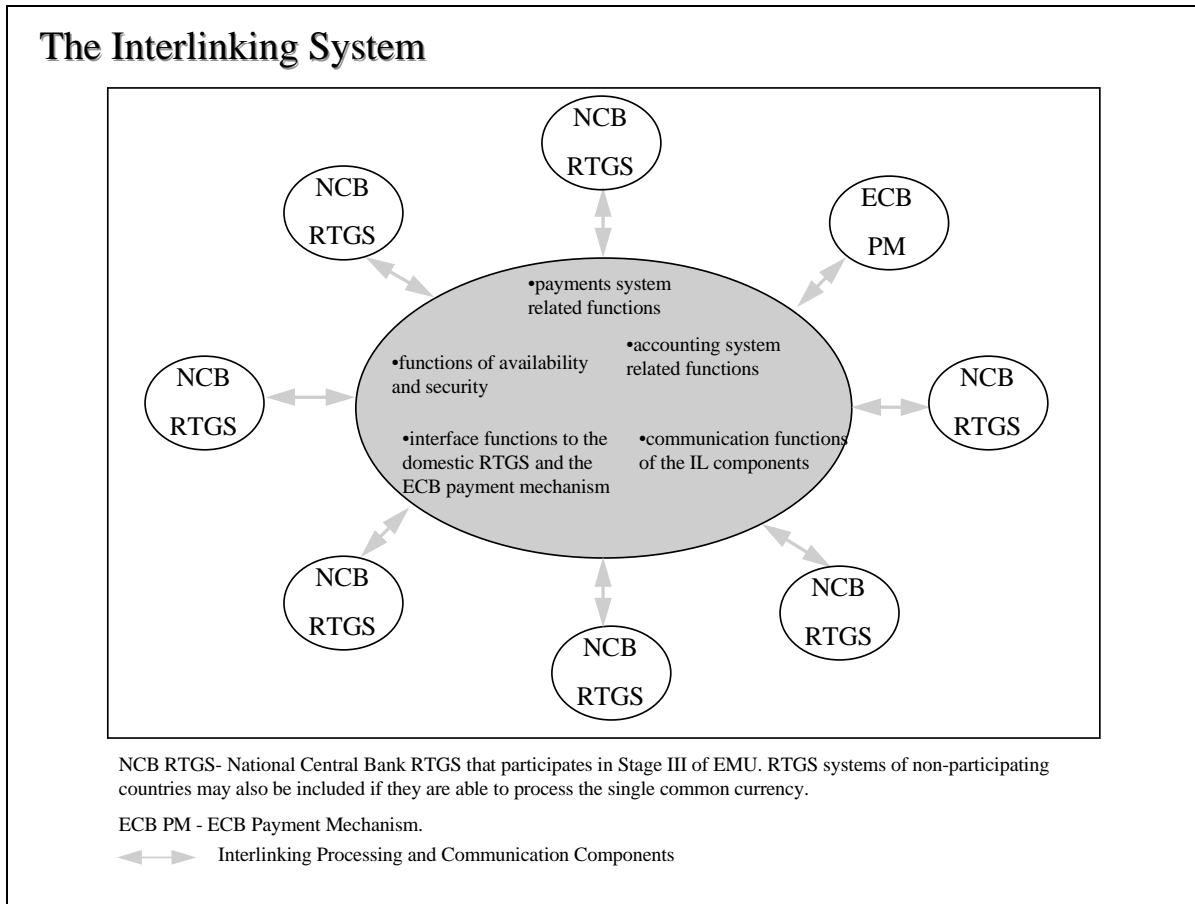 The Interlinking System
NCB
RTGS
NCB
RTGS
ECB
PM
•payments system
related functions
•accounting system
related functions
•functions of availability
and security
NCB
RTGS
NCB
RTGS
•interface functions to the
domestic RTGS and the
ECB payment mechanism
•communication functions
of the IL components
NCB
RTGS
NCB
RTGS
NCB
RTGS
NCB RTGS- National Central Bank RTGS that participates in Stage III of EMU. RTGS systems of non-participating
countries may also be included if they are able to process the single common currency.
ECB PM - ECB Payment Mechanism.
Interlinking Processing and Communication Components